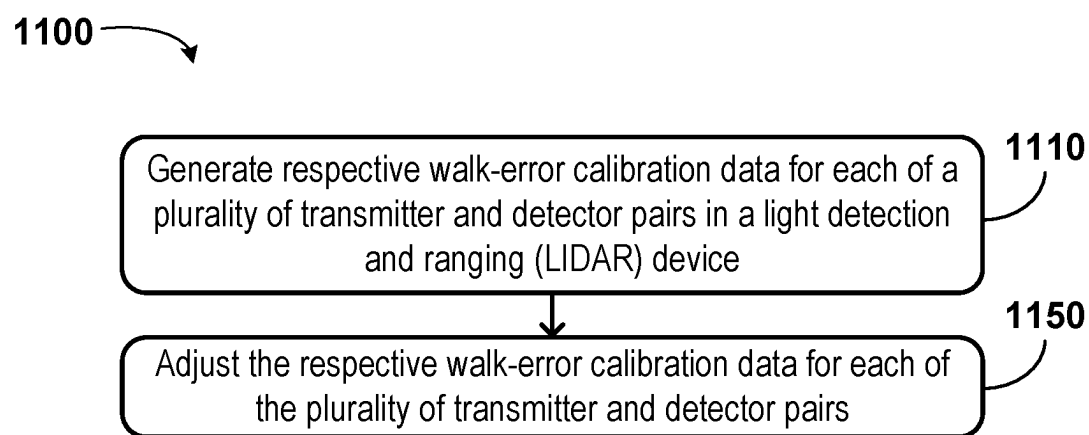 1100
1110
Generate respective walk-error calibration data for each of a
plurality of transmitter and detector pairs in a light detection
and ranging (LIDAR) device
1150
Adjust the respective walk-error calibration data for each of
the plurality of transmitter and detector pairs